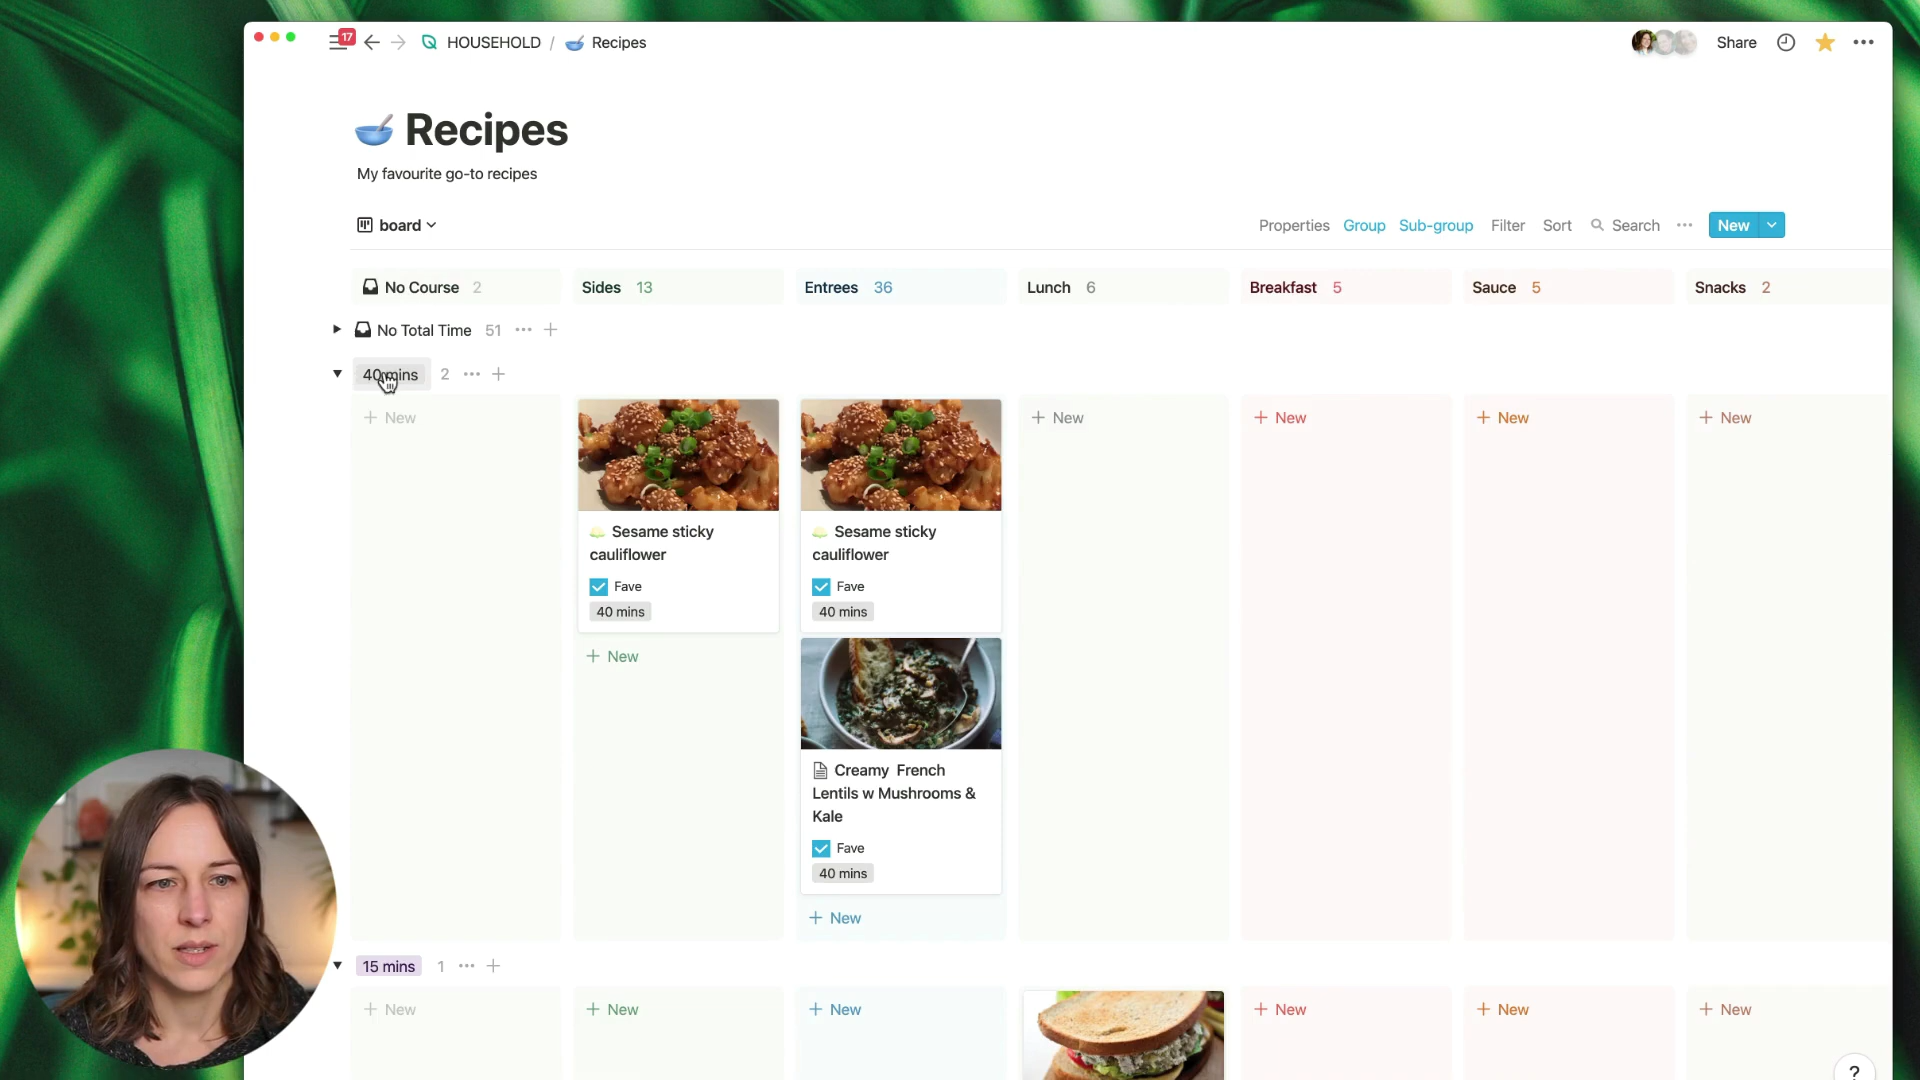 17
HOUSEHOLD / Recipes
Share
Recipes
My favourite go-to recipes
board
Properties Group Sub-group Filter Sort Search New
No Course 2
Sides 13
Entrees 36
Lunch 6
Breakfast 5
Sauce 5
Snacks 2
No Total Time 51
40 mins 2
New
Sesame sticky
cauliflower
Fave
40 mins
New
Sesame sticky
cauliflower
Fave
40 mins
Creamy French
Lentils w Mushrooms &
Kale
Fave
40 mins
New
New
New
New
New
15 mins 1
New
New
New
New
New
New
?